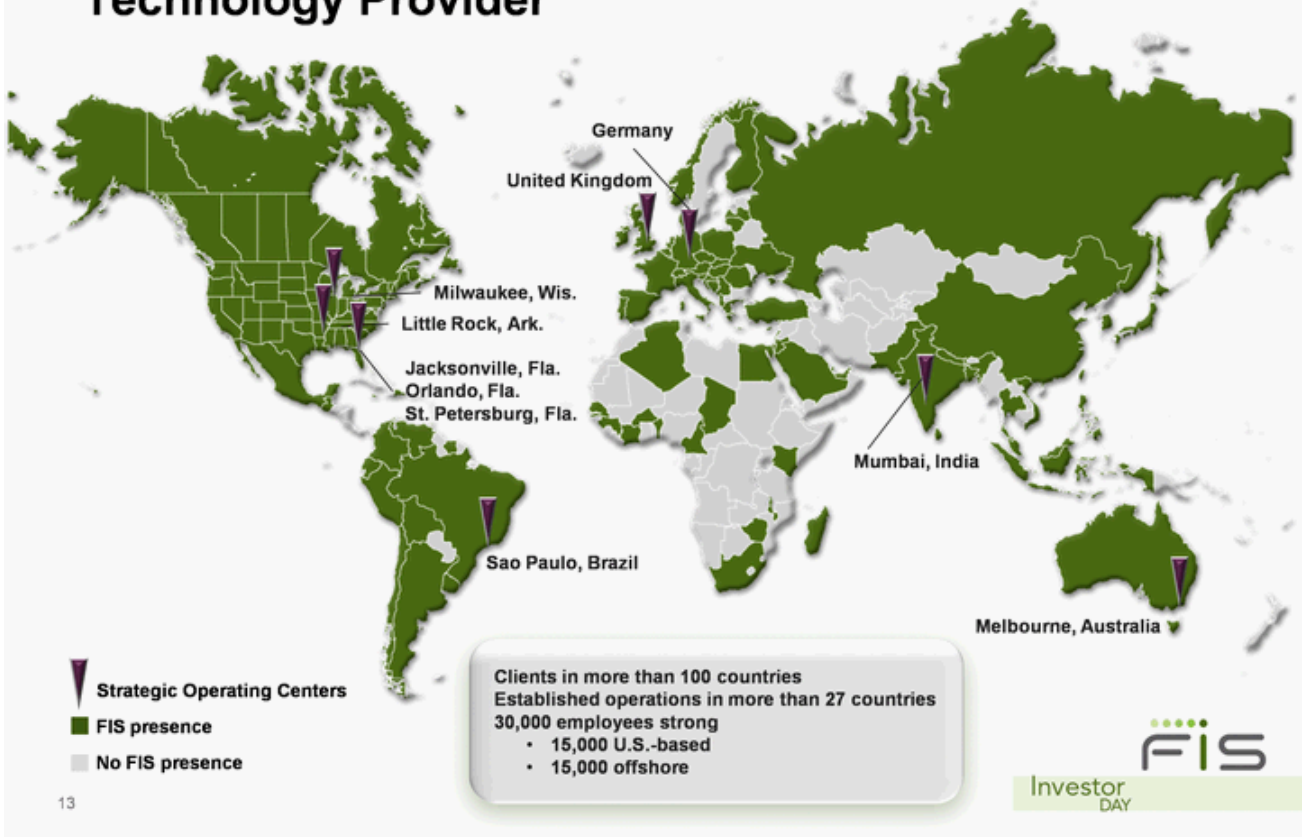 Technology Provider
Germany
United Kingdom
Milwaukee, Wis.
Little Rock, Ark.
Jacksonville, Fla.
Orlando, Fla.
St. Petersburg, Fla.
Mumbai, India
Sao Paulo, Brazil
Melbourne, Australia
Strategic Operating Centers
FIS presence
No FIS presence
Clients in more than 100 countries
Established operations in more than 27 countries
30,000 employees strong
• 15,000 U.S.-based
• 15,000 offshore
FIS
Investor
DAY
13